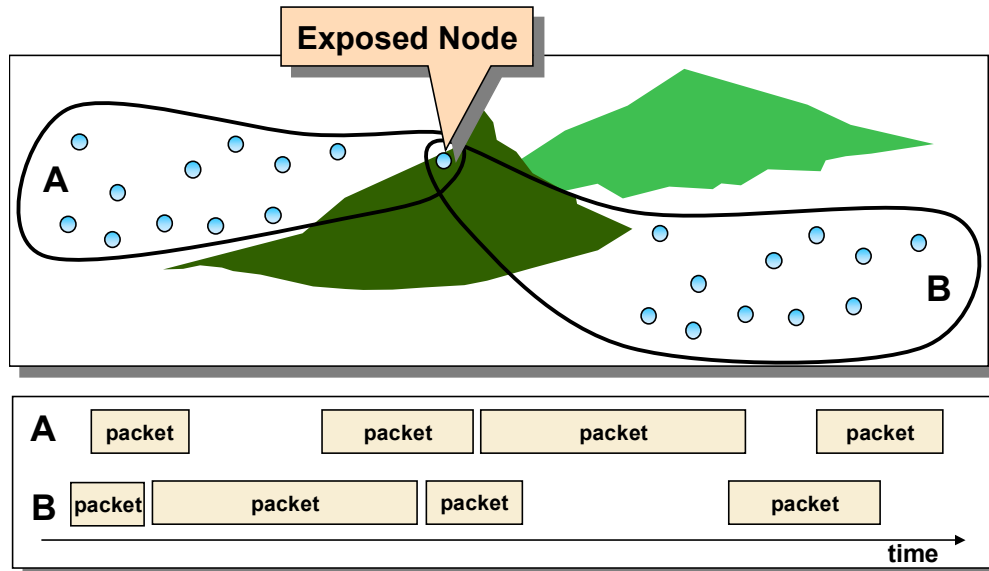 Exposed Node
A
B
A packet packet packet packet
B packet packet packet packet
time